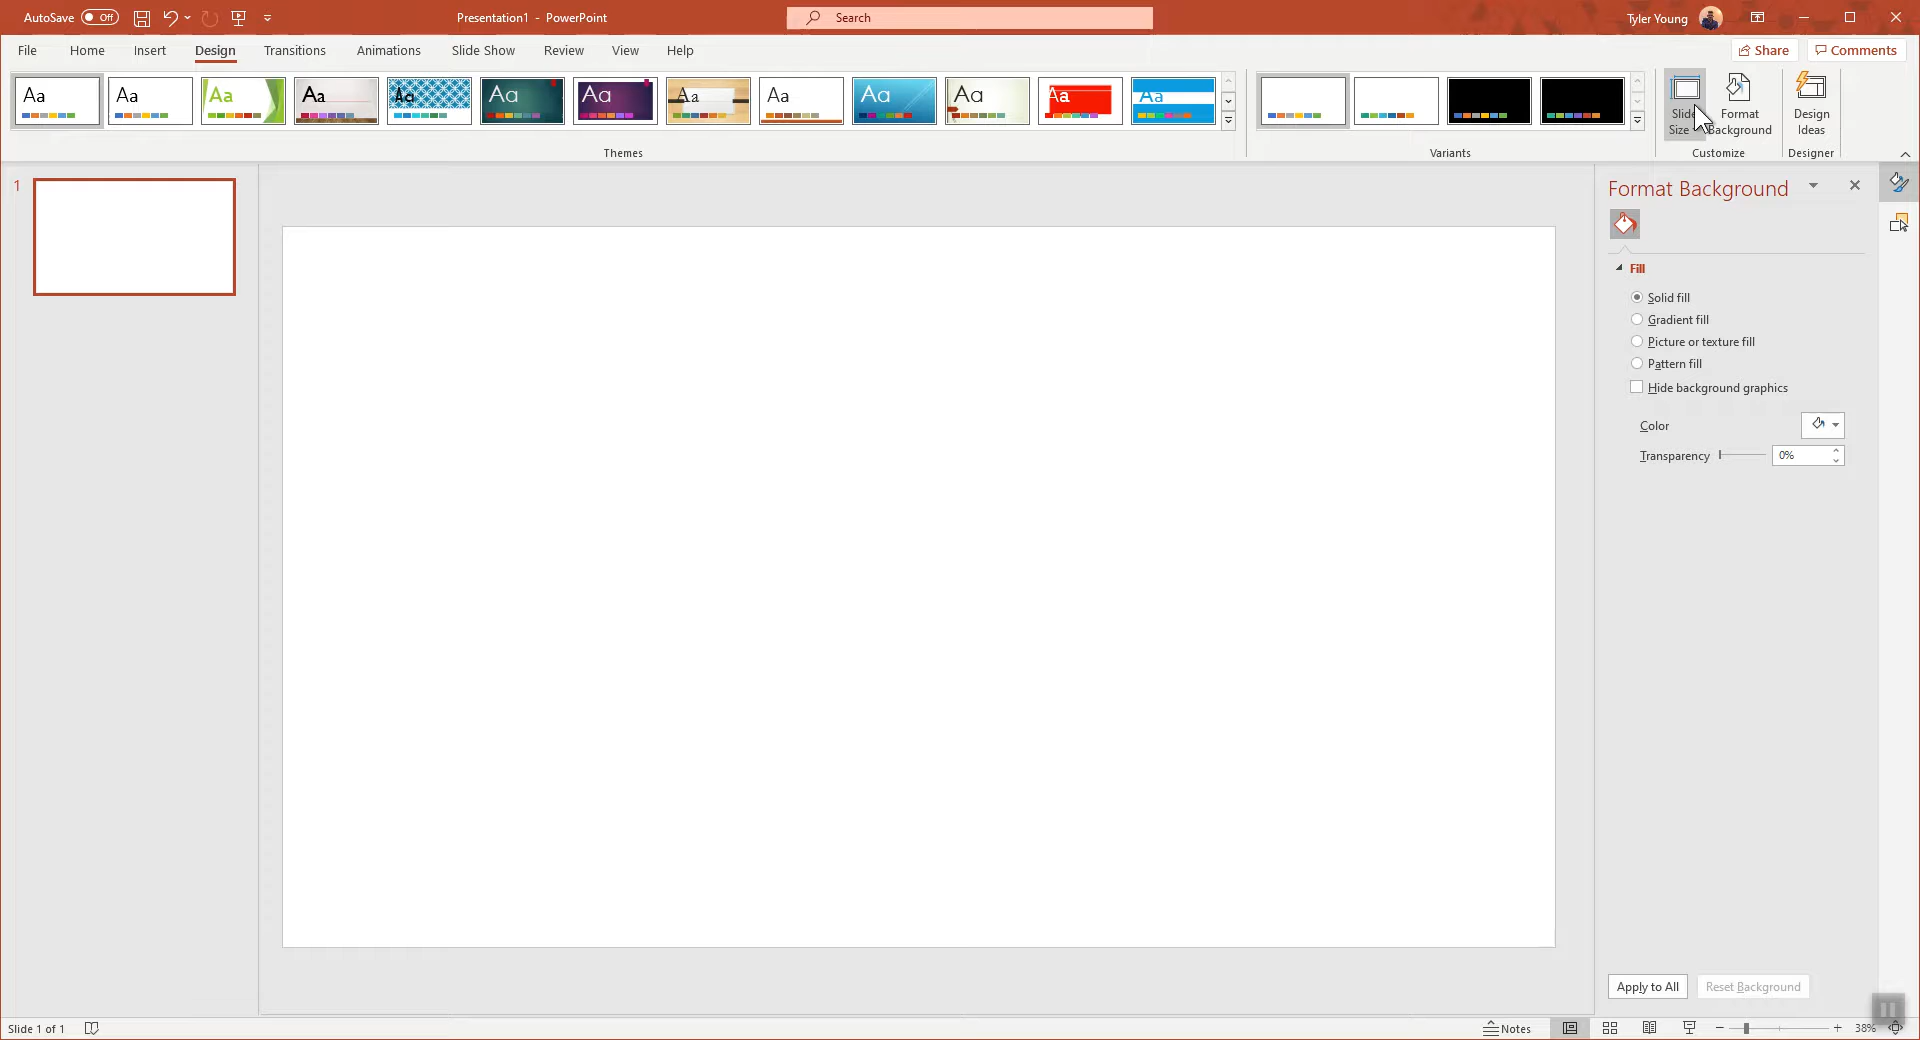 AutoSave Off
Presentation1 - PowerPoint
Search
Tyler Young
File Home Insert Design Transitions Animations Slide Show Review View Help
Share Comments
Aa Aa Aa Aa Aa Aa Aa Aa Aa Aa Aa Aa Aa
Slide
Size
Format
Background
Design
Ideas
Themes
Variants
Customize
Designer
1
Format Background
Fill
Solid fill
Gradient fill
Picture or texture fill
Pattern fill
Hide background graphics
Color
Transparency 0%
Apply to All Reset Background
Slide 1 of 1
Notes
38%